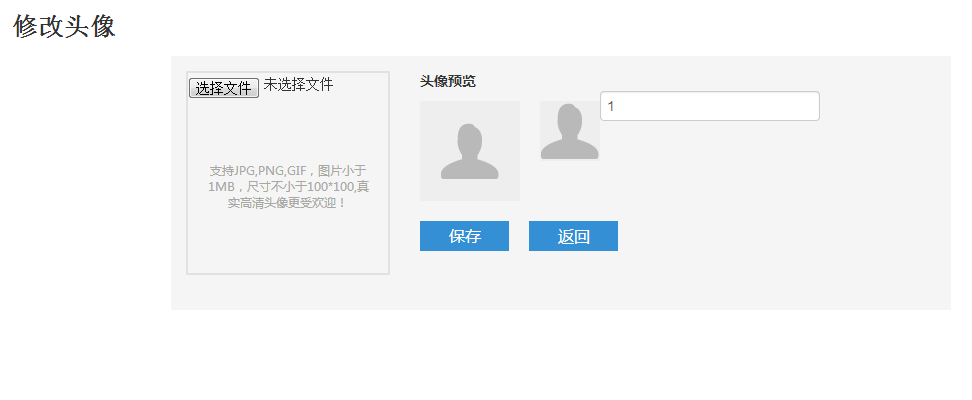 修改头像
选择文件 未选择文件
支持JPG,PNG,GIF，图片小于
1MB，尺寸不小于100*100,真
实高清头像更受欢迎！
头像预览
1
保存 返回